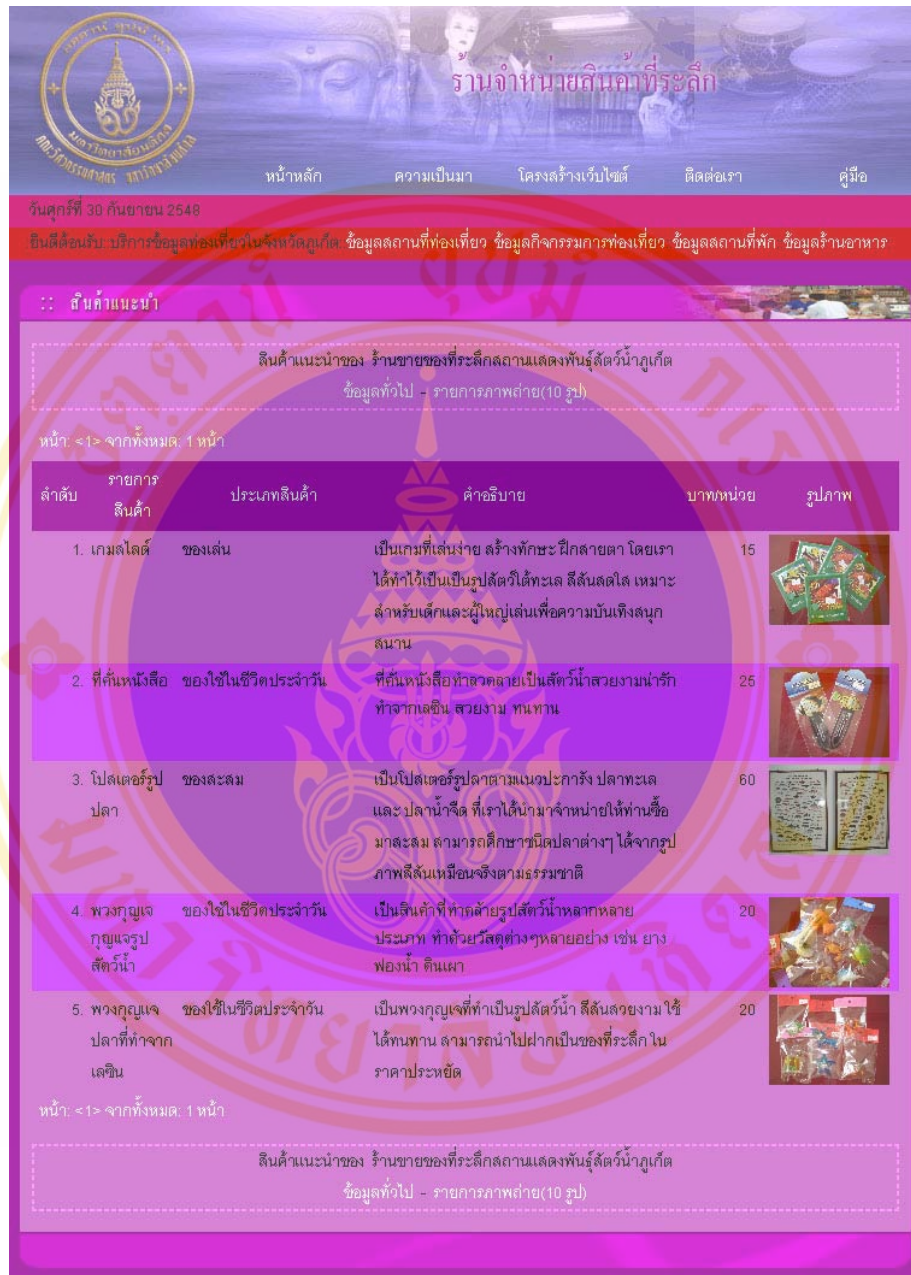 ร้านจำหน่ายสินค้าที่ระลึก
มหาวิทยาลัยมหิดล
หน้าหลัก ความเป็นมา โครงสร้างเว็บไซต์ ติดต่อเรา คู่มือ
วันศุกร์ที่ 30 กันยายน 2548
ยินดีต้อนรับ:.บริการข้อมูลท่องเที่ยวในจังหวัดภูเก็ต: ข้อมูลสถานที่ท่องเที่ยว ข้อมูลกิจกรรมการท่องเที่ยว ข้อมูลสถานที่พัก ข้อมูลร้านอาหาร
:: สินค้าแนะนำ
สินค้าแนะนำของ ร้านขายของที่ระลึกสถานแสดงพันธุ์สัตว์น้ำภูเก็ต
ข้อมูลทั่วไป - รายการภาพถ่าย(10 รูป)
หน้า: <1> จากทั้งหมด: 1 หน้า
ลำดับ รายการ ประเภทสินค้า คำอธิบาย บาท/หน่วย รูปภาพ
สินค้า
1. เกมสไลด์ ของเล่น เป็นเกมที่เล่นง่าย สร้างทักษะ ฝึกสายตา โดยเรา 15
ได้ทำไว้เป็นเป็นรูปสัตว์ใต้ทะเล สีสันสดใส เหมาะ
สำหรับเด็กและผู้ใหญ่เล่นเพื่อความบันเทิงสนุก
สนาน
2. ที่คั่นหนังสือ ของใช้ในชีวิตประจำวัน ที่คั่นหนังสือทำลวดลายเป็นสัตว์น้ำสวยงามน่ารัก 25
ทำจากเลซิน สวยงาม ทนทาน
3. โปสเตอร์รูป ของสะสม เป็นโปสเตอร์รูปลาตามแนวปะการัง ปลาทะเล 60
ปลา และ ปลาน้ำจืด ที่เราได้นำมาจำหน่ายให้ท่านซื้อ
มาสะสม สามารถศึกษาชนิดปลาต่างๆ ได้จากรูป
ภาพสีสันเหมือนจริงตามธรรมชาติ
4. พวงกุญเจ ของใช้ในชีวิตประจำวัน เป็นสินค้าที่ทำคล้ายรูปสัตว์น้ำหลากหลาย 20
กุญแจรูป ประเภท ทำด้วยวัสดุต่างๆหลายอย่าง เช่น ยาง
สัตว์น้ำ ฟองน้ำ ดินเผา
5. พวงกุญแจ ของใช้ในชีวิตประจำวัน เป็นพวงกุญเจที่ทำเป็นรูปสัตว์น้ำ สีสันสวยงาม ใช้ 20
ปลาที่ทำจาก ได้ทนทาน สามารถนำไปฝากเป็นของที่ระลึก ใน
เลซิน ราคาประหยัด
หน้า: <1> จากทั้งหมด: 1 หน้า
สินค้าแนะนำของ ร้านขายของที่ระลึกสถานแสดงพันธุ์สัตว์น้ำภูเก็ต
ข้อมูลทั่วไป - รายการภาพถ่าย(10 รูป)